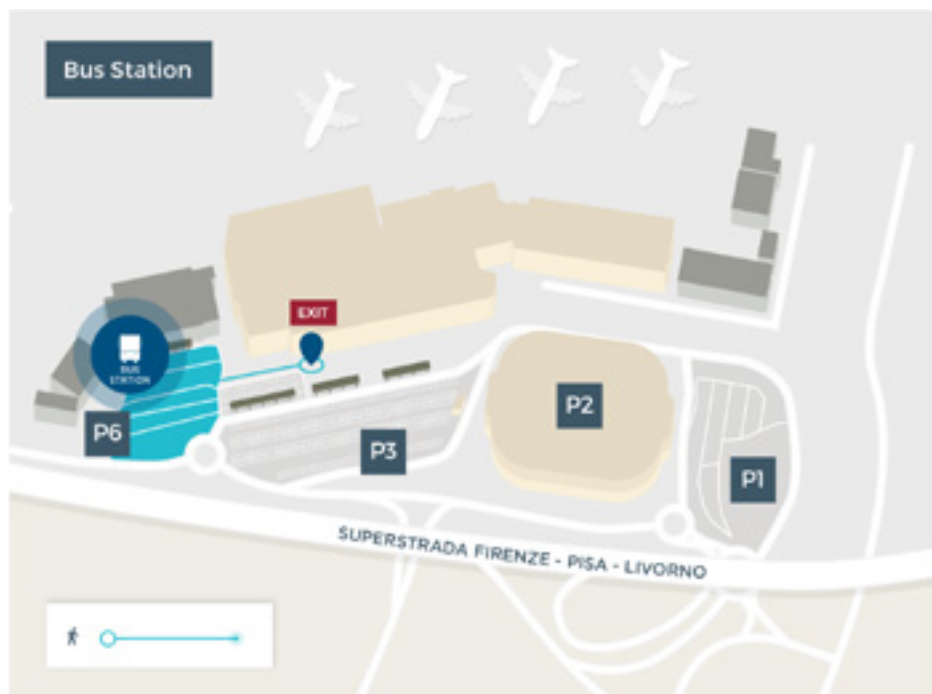 Bus Station
EXIT
BUS
STATION
P6
P3
P2
P1
SUPERSTRADA FIRENZE - PISA - LIVORNO